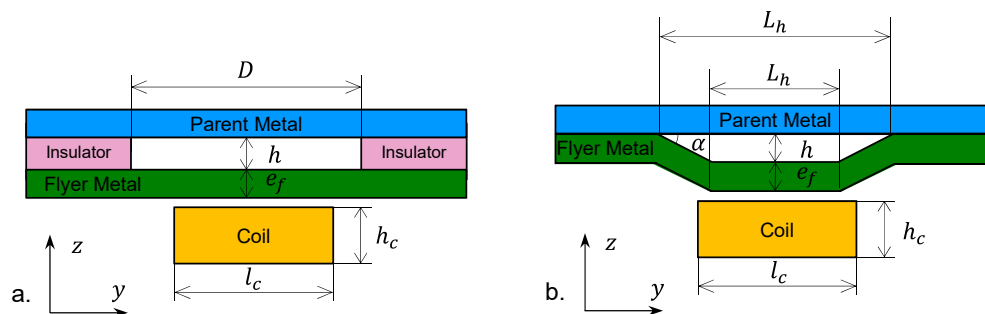 D
Parent Metal
Insulator
h
Insulator
Flyer Metal
e_f
Coil
h_c
z
y
l_c
a.
L_h
L_h
Parent Metal
Flyer Metal
α
h
e_f
Coil
h_c
z
y
l_c
b.